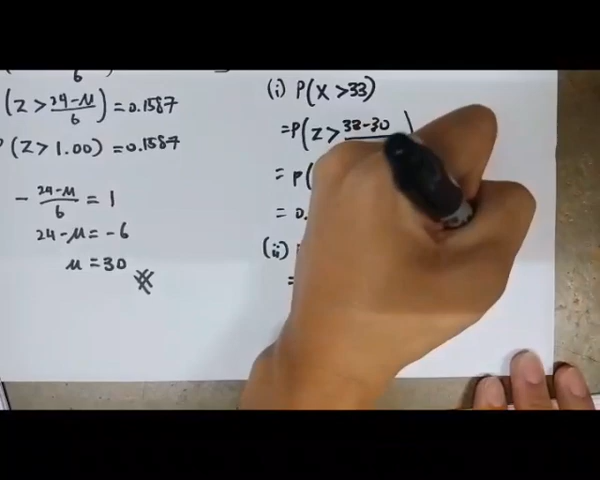 6
(Z > 24-μ/6) = 0.1587
P(Z > 1.00) = 0.1587
- 24-μ/6 = 1
24-μ = -6
μ = 30
(i) P(X > 33)
= P(Z > 33-30
= P(
= 0.
(ii)
=